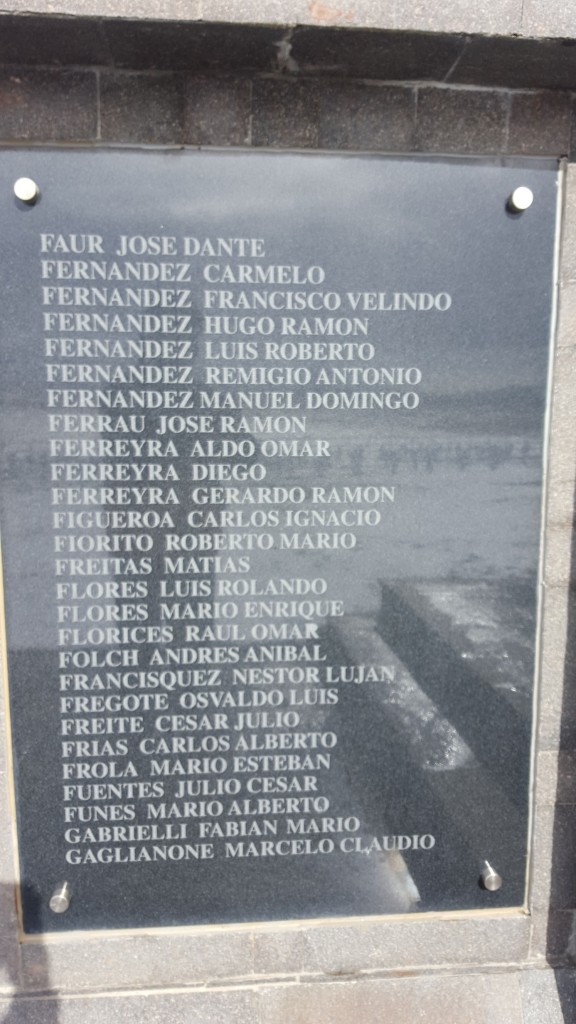 FAUR JOSE DANTE
FERNANDEZ CARMELO
FERNANDEZ FRANCISCO VELINDO
FERNANDEZ HUGO RAMON
FERNANDEZ LUIS ROBERTO
FERNANDEZ REMIGIO ANTONIO
FERNANDEZ MANUEL DOMINGO
FERRAU JOSE RAMON
FERREYRA ALDO OMAR
FERREYRA DIEGO
FERREYRA GERARDO RAMON
FIGUEROA CARLOS IGNACIO
FIORITO ROBERTO MARIO
FREITAS MATIAS
FLORES LUIS ROLANDO
FLORES MARIO ENRIQUE
FLORICES RAUL OMAR
FOLCH ANDRES ANIBAL
FRANCISQUEZ NESTOR LUJAN
FREGOTE OSVALDO LUIS
FREITE CESAR JULIO
FRIAS CARLOS ALBERTO
FROLA MARIO ESTEBAN
FUENTES JULIO CESAR
FUNES MARIO ALBERTO
GABRIELLI FABIAN MARIO
GAGLIANONE MARCELO CLAUDIO